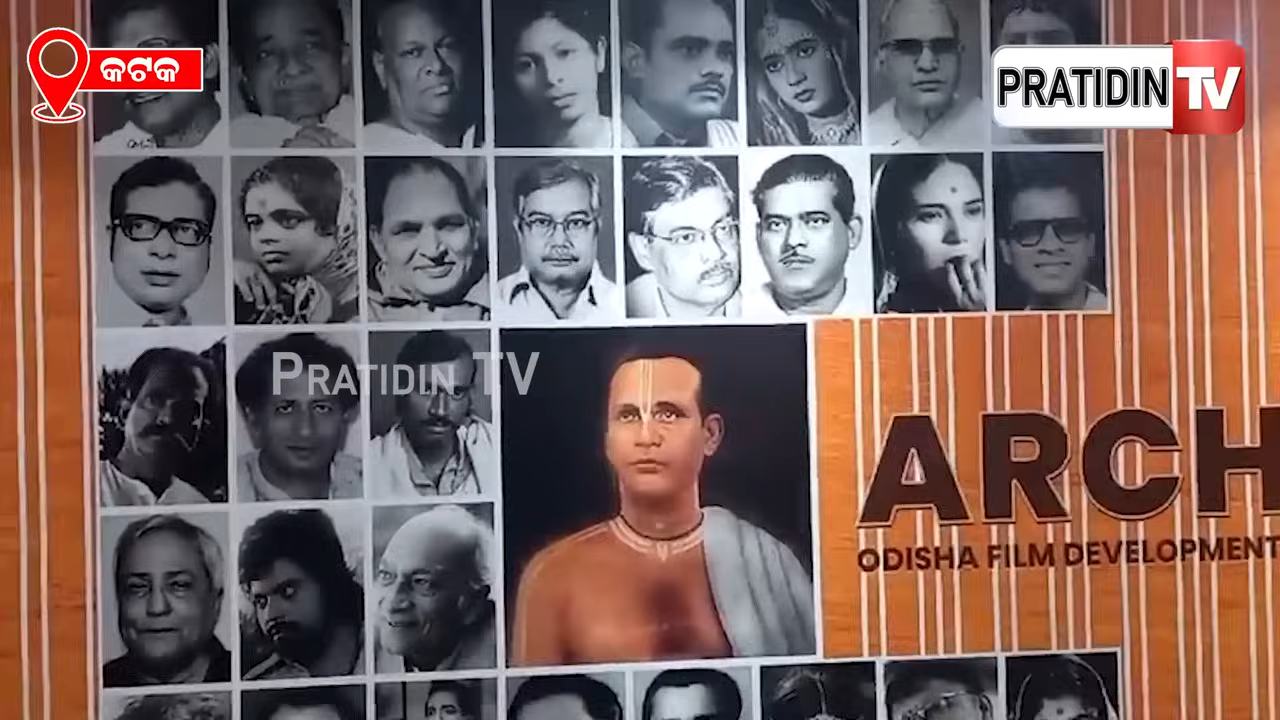 କଟକ
PRATIDIN TV
PRATIDIN TV
ARCH
ODISHA FILM DEVELOPMENT